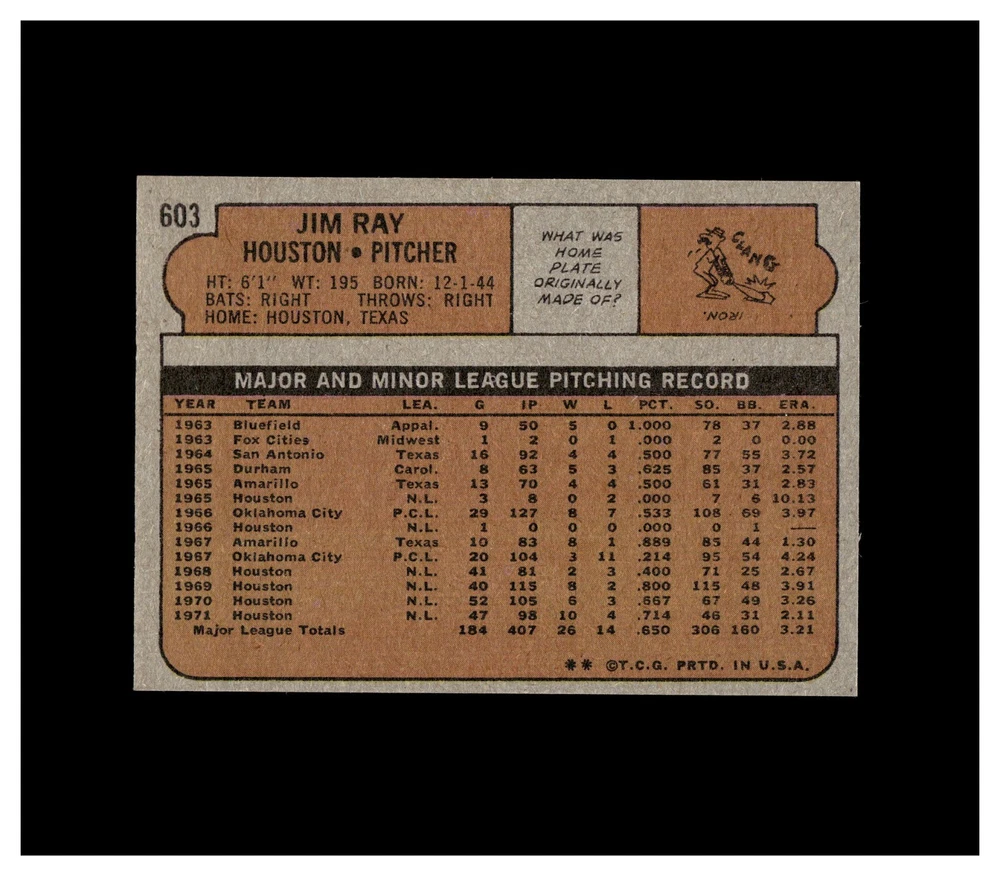 603
JIM RAY
HOUSTON • PITCHER
HT: 6'1" WT: 195 BORN: 12-1-44
BATS: RIGHT THROWS: RIGHT
HOME: HOUSTON, TEXAS
WHAT WAS
HOME
PLATE
ORIGINALLY
MADE OF?
CLANG
IRON.
MAJOR AND MINOR LEAGUE PITCHING RECORD
YEAR TEAM LEA. G IP W L PCT. SO. BB. ERA.
1963 Bluefield Appal. 9 50 5 0 1.000 78 37 2.88
1963 Fox Cities Midwest 1 2 0 1 .000 2 0 0.00
1964 San Antonio Texas 16 92 4 4 .500 77 55 3.72
1965 Durham Carol. 8 63 5 3 .625 85 37 2.57
1965 Amarillo Texas 13 70 4 4 .500 61 31 2.83
1965 Houston N.L. 3 8 0 2 .000 7 6 10.13
1966 Oklahoma City P.C.L. 29 127 8 7 .533 108 69 3.97
1966 Houston N.L. 1 0 0 0 .000 0 1 —
1967 Amarillo Texas 10 83 8 1 .889 85 44 1.30
1967 Oklahoma City P.C.L. 20 104 3 11 .214 95 54 4.24
1968 Houston N.L. 41 81 2 3 .400 71 25 2.67
1969 Houston N.L. 40 115 8 2 .800 115 48 3.91
1970 Houston N.L. 52 105 6 3 .667 67 49 3.26
1971 Houston N.L. 47 98 10 4 .714 46 31 2.11
Major League Totals 184 407 26 14 .650 306 160 3.21
** ©T.C.G. PRTD. IN U.S.A.